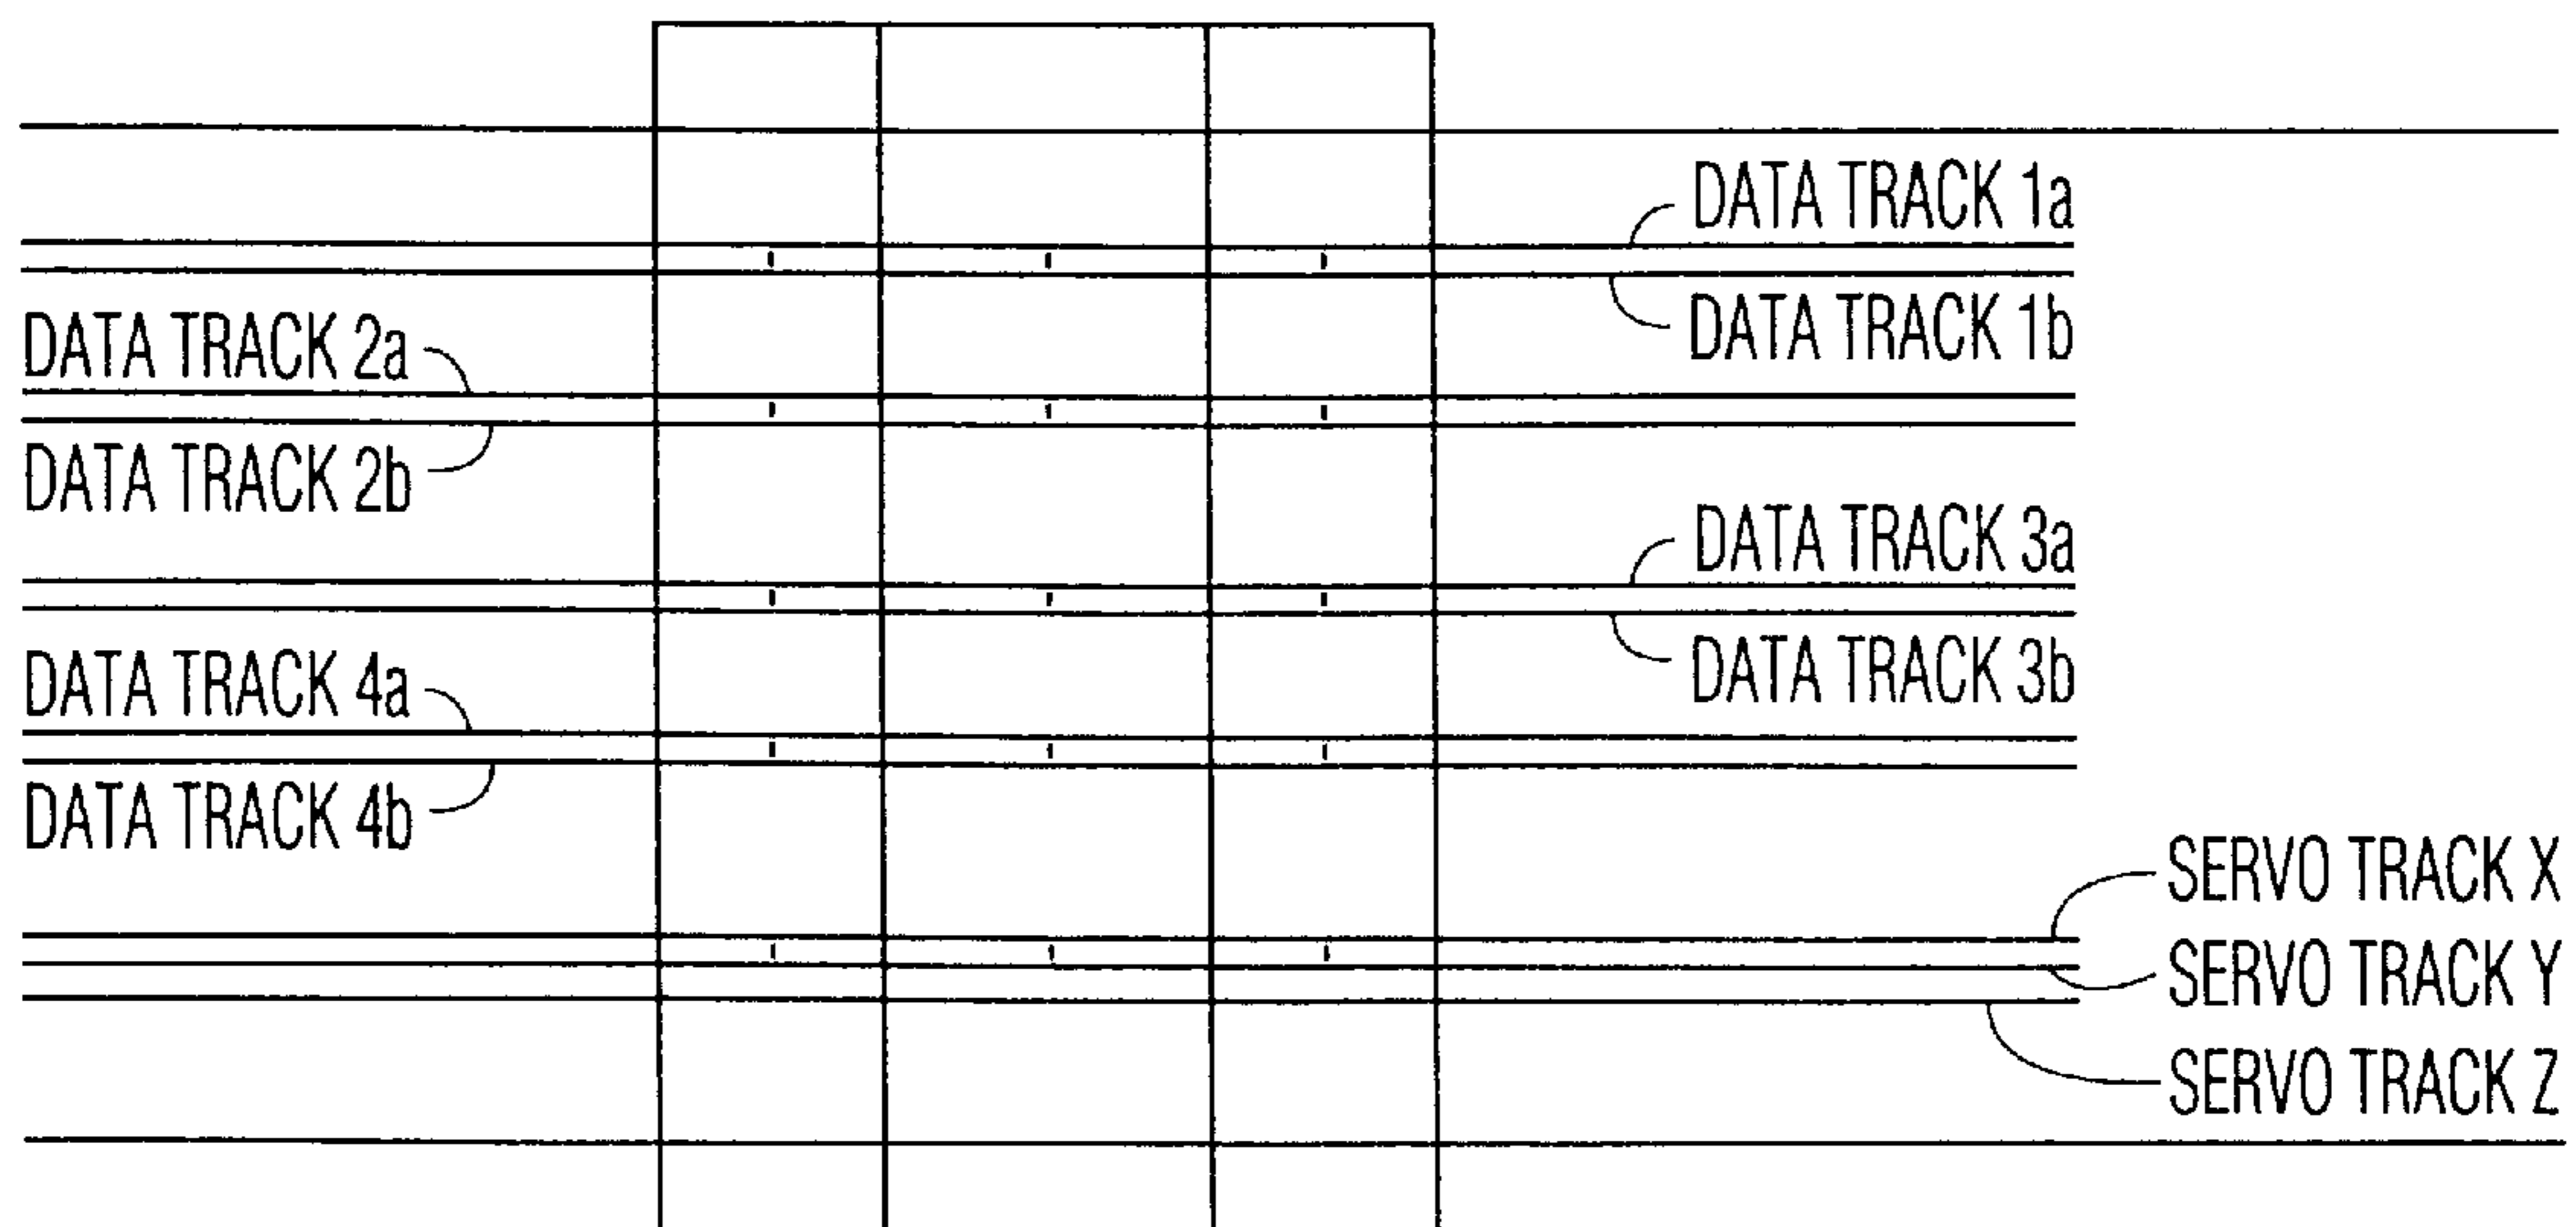 DATA TRACK 1a
DATA TRACK 1b
DATA TRACK 2a
DATA TRACK 2b
DATA TRACK 3a
DATA TRACK 3b
DATA TRACK 4a
DATA TRACK 4b
SERVO TRACK X
SERVO TRACK Y
SERVO TRACK Z